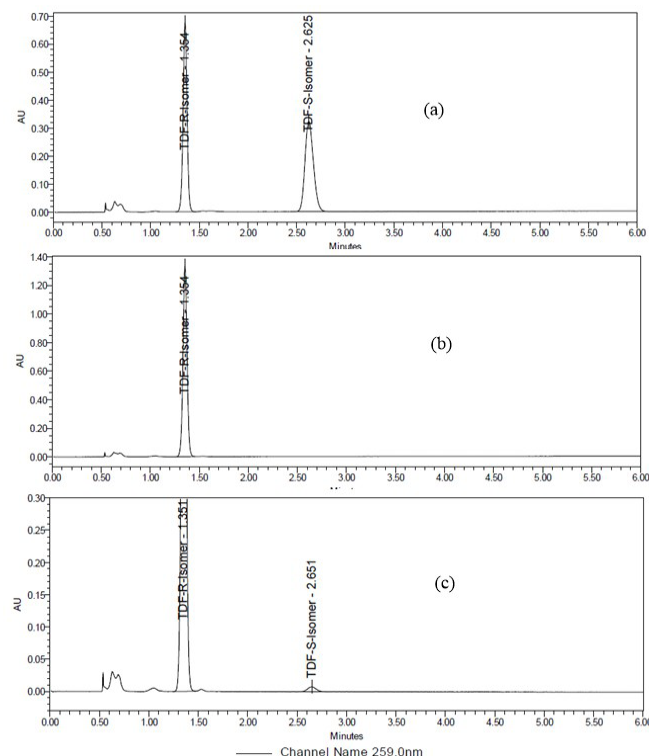 0.70
0.60
0.50
0.40
0.30
0.20
0.10
0.00
AU
TDF-R-Isomer - 1.354
TDF-S-Isomer - 2.625
(a)
0.00 0.50 1.00 1.50 2.00 2.50 3.00 3.50 4.00 4.50 5.00 5.50 6.00
Minutes
1.40
1.20
1.00
0.80
0.60
0.40
0.20
0.00
AU
TDF-R-Isomer - 1.354
(b)
0.00 0.50 1.00 1.50 2.00 2.50 3.00 3.50 4.00 4.50 5.00 5.50 6.00
0.30
0.25
0.20
0.15
0.10
0.05
0.00
AU
TDF-R-Isomer - 1.351
TDF-S-Isomer - 2.651
(c)
0.00 0.50 1.00 1.50 2.00 2.50 3.00 3.50 4.00 4.50 5.00 5.50 6.00
Minutes
Channel Name 259.0nm